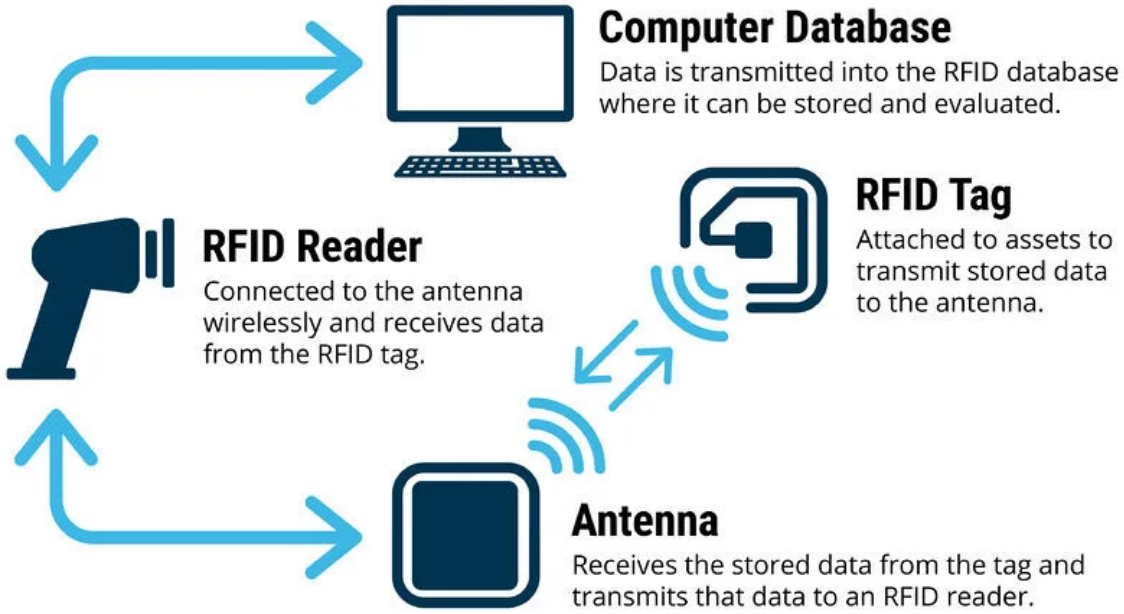 Computer Database
Data is transmitted into the RFID database
where it can be stored and evaluated.
RFID Tag
Attached to assets to
transmit stored data
to the antenna.
RFID Reader
Connected to the antenna
wirelessly and receives data
from the RFID tag.
Antenna
Receives the stored data from the tag and
transmits that data to an RFID reader.